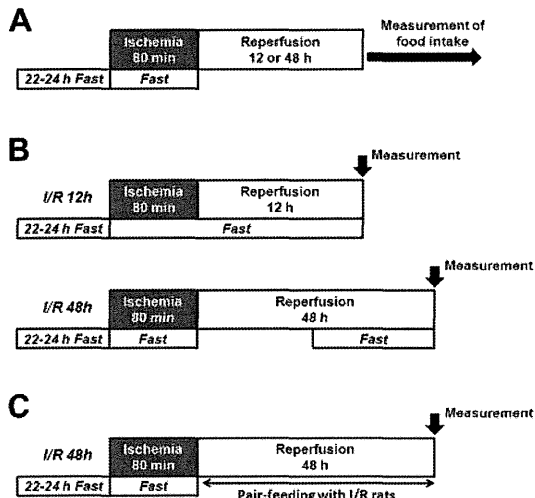 A
Ischemia
80 min
Reperfusion
12 or 48 h
Measurement of
food intake
22-24 h Fast
Fast
B
Measurement
I/R 12h
Ischemia
80 min
Reperfusion
12 h
22-24 h Fast
Fast
Measurement
I/R 48h
Ischemia
80 min
Reperfusion
48 h
22-24 h Fast
Fast
Fast
C
Measurement
I/R 48h
Ischemia
80 min
Reperfusion
48 h
22-24 h Fast
Fast
Pair-feeding with I/R rats